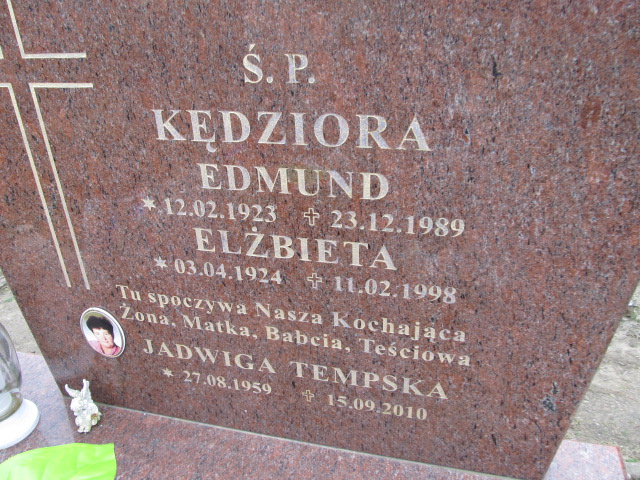 Ś. P.
KĘDZIORA
EDMUND
* 12.02.1923 ✝ 23.12.1989
ELŻBIETA
* 03.04.1924 ✝ 11.02.1998
Tu spoczywa Nasza Kochająca
Żona, Matka, Babcia, Teściowa
JADWIGA TEMPSKA
* 27.08.1959 ✝ 15.09.2010